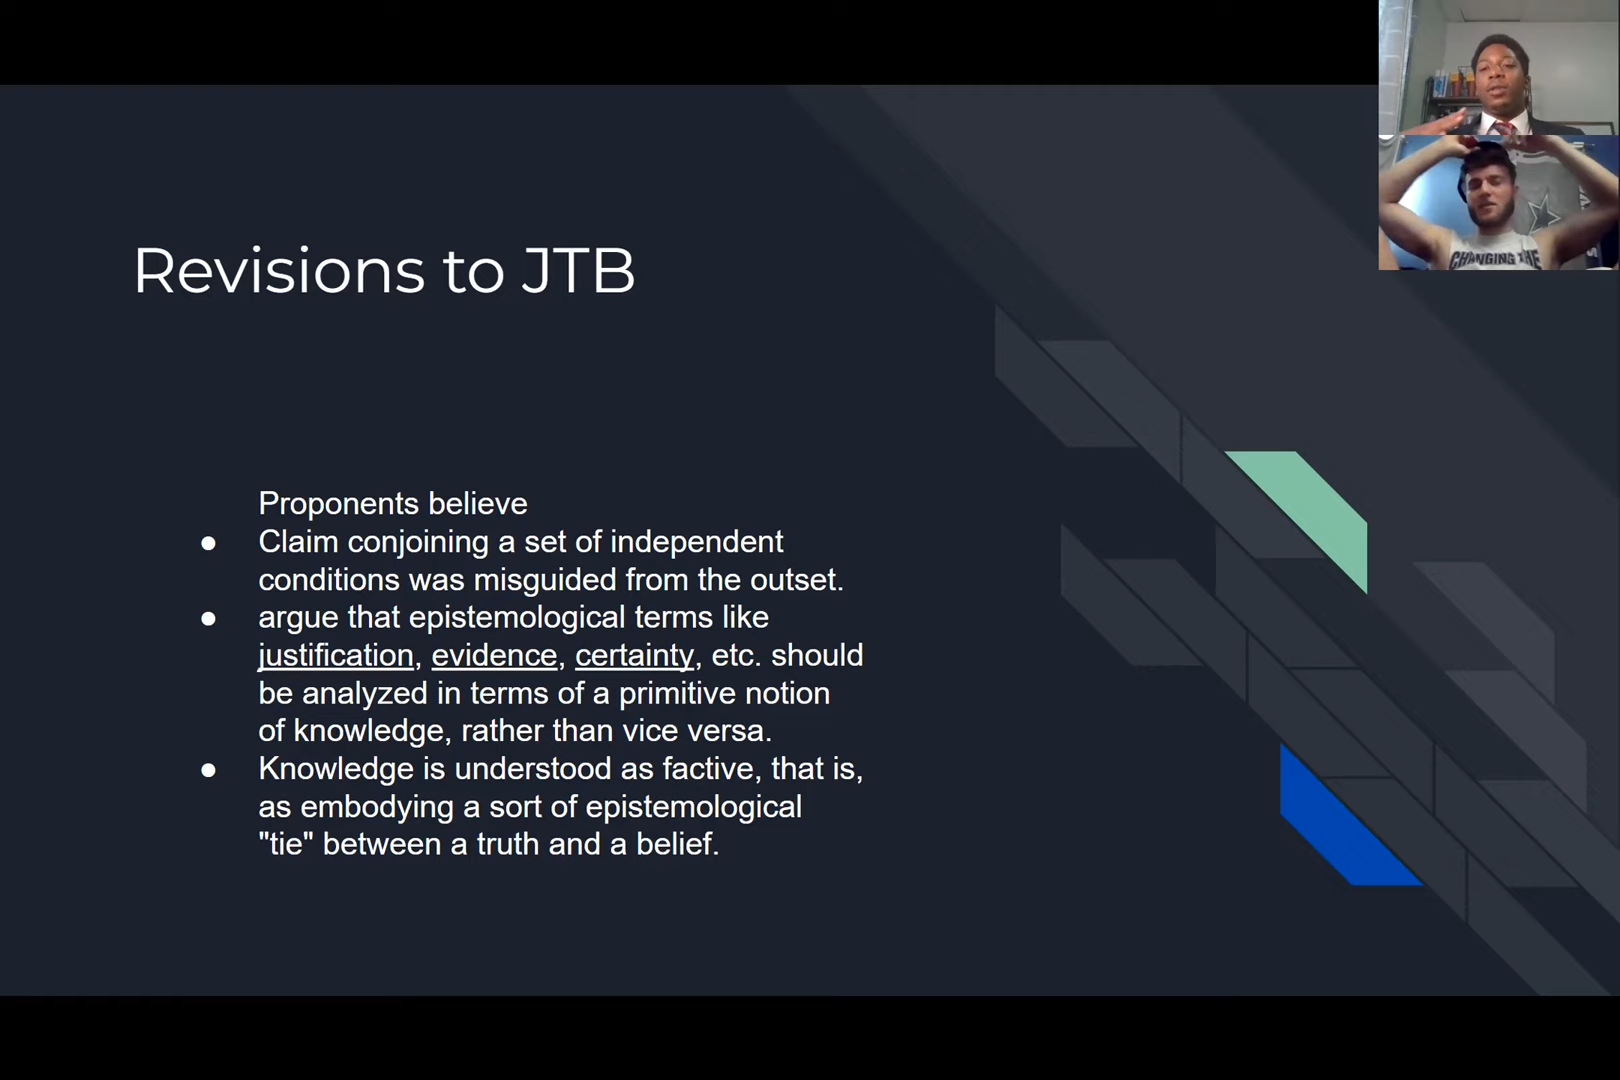 Revisions to JTB
Proponents believe
● Claim conjoining a set of independent
conditions was misguided from the outset.
● argue that epistemological terms like
justification, evidence, certainty, etc. should
be analyzed in terms of a primitive notion
of knowledge, rather than vice versa.
● Knowledge is understood as factive, that is,
as embodying a sort of epistemological
"tie" between a truth and a belief.
CHANGING THE